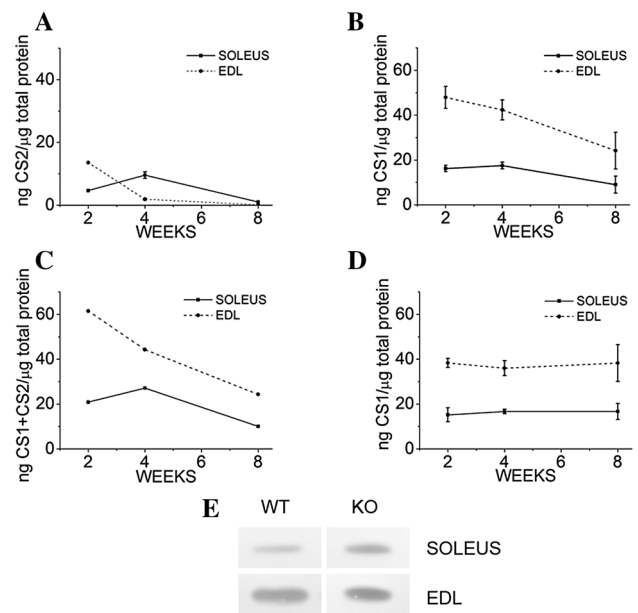 A
ng CS2/µg total protein
40
20
0
2 4 6 8
WEEKS
SOLEUS
EDL
B
ng CS1/µg total protein
60
40
20
0
2 4 6 8
WEEKS
SOLEUS
EDL
C
ng CS1+CS2/µg total protein
60
40
20
0
2 4 6 8
WEEKS
SOLEUS
EDL
D
ng CS1/µg total protein
60
40
20
0
2 4 6 8
WEEKS
SOLEUS
EDL
E
WT KO
SOLEUS
EDL